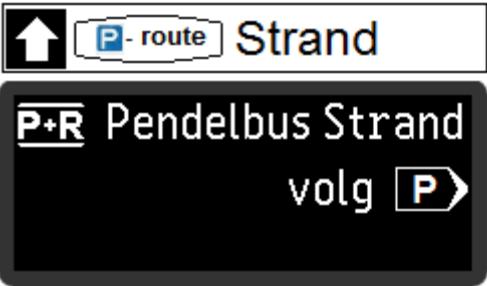 P- route Strand
P+R Pendelbus Strand
volg P